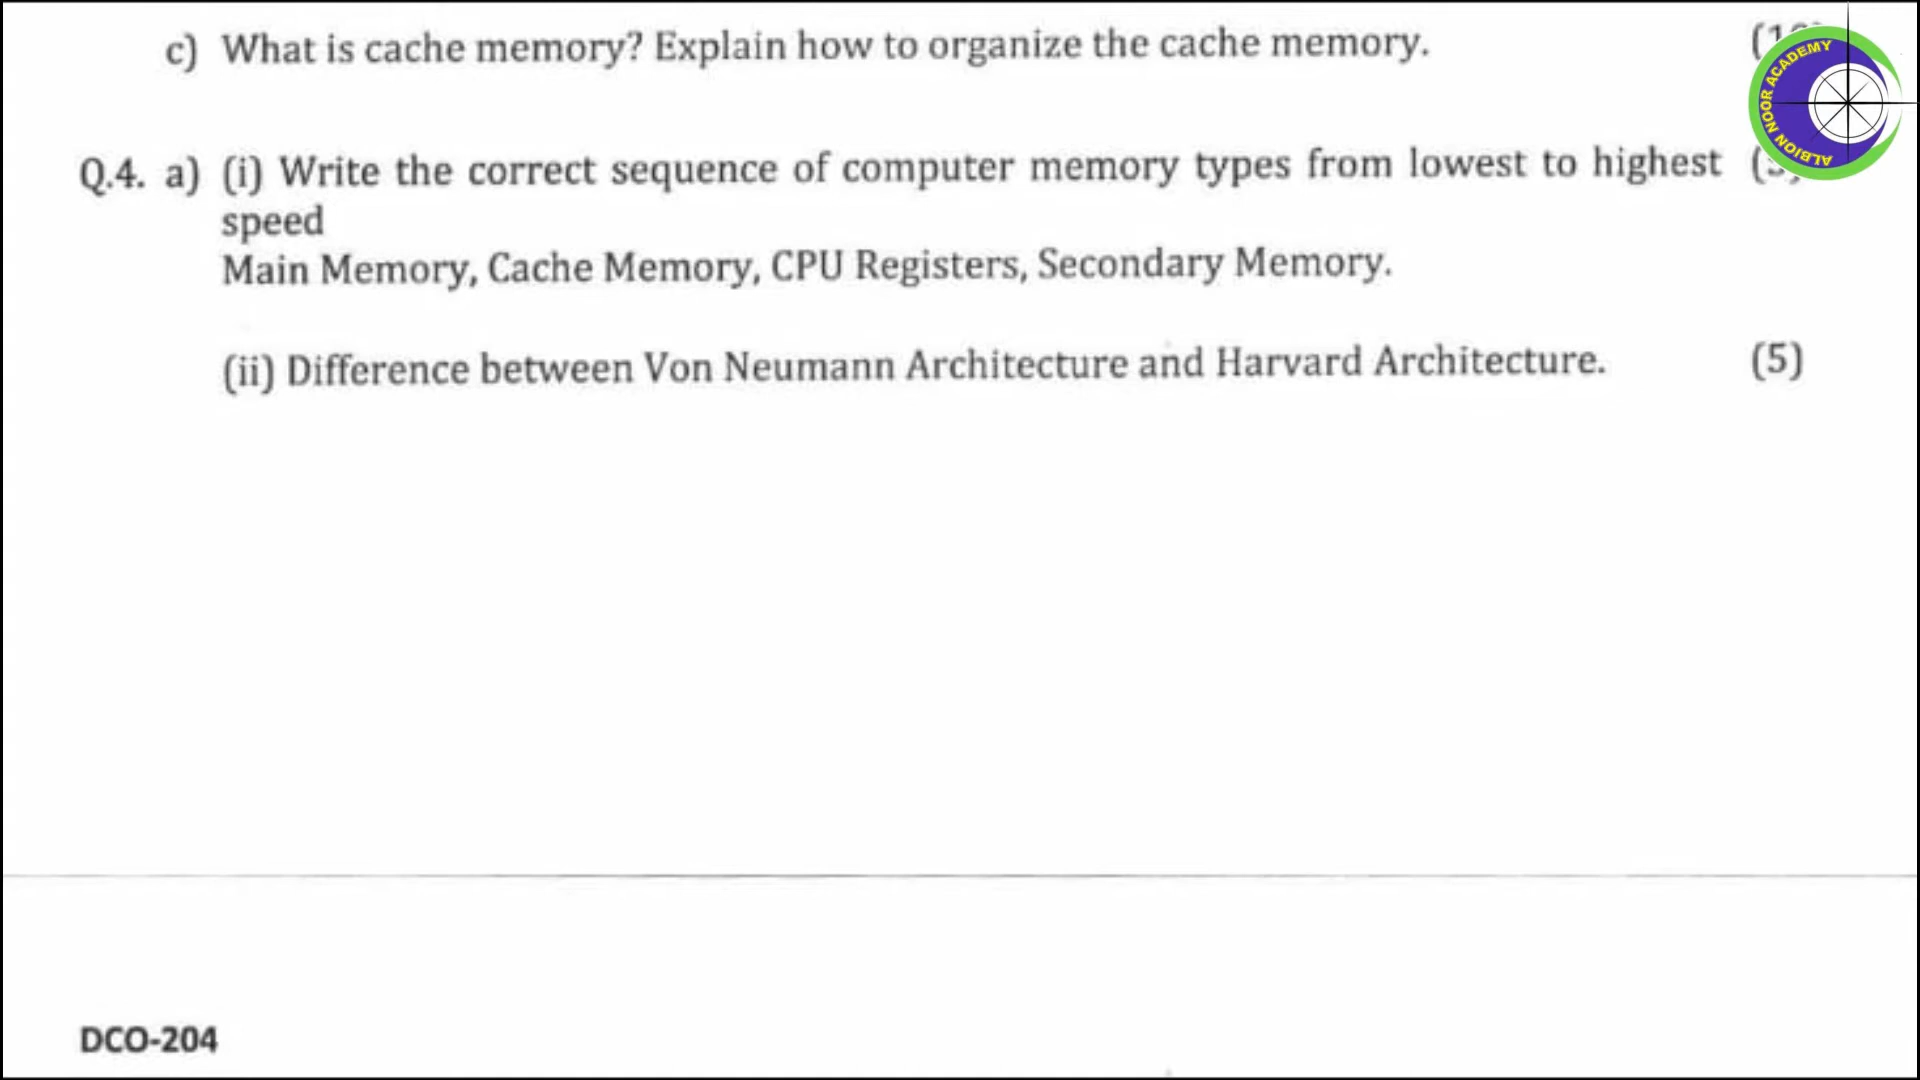 c) What is cache memory? Explain how to organize the cache memory.
ALBION NOOR ACADEMY
Q.4. a) (i) Write the correct sequence of computer memory types from lowest to highest
speed
Main Memory, Cache Memory, CPU Registers, Secondary Memory.
(ii) Difference between Von Neumann Architecture and Harvard Architecture. (5)
DCO-204